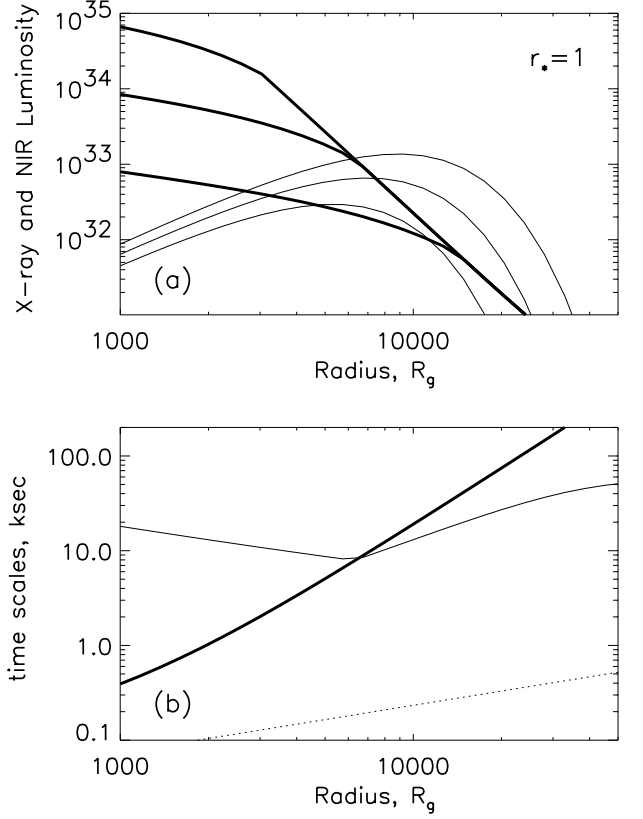 X-ray and NIR Luminosity
10^35
10^34
10^33
10^32
r_*=1
(a)
1000 10000
Radius, R_g
time scales, ksec
100.0
10.0
1.0
0.1
(b)
1000 10000
Radius, R_g